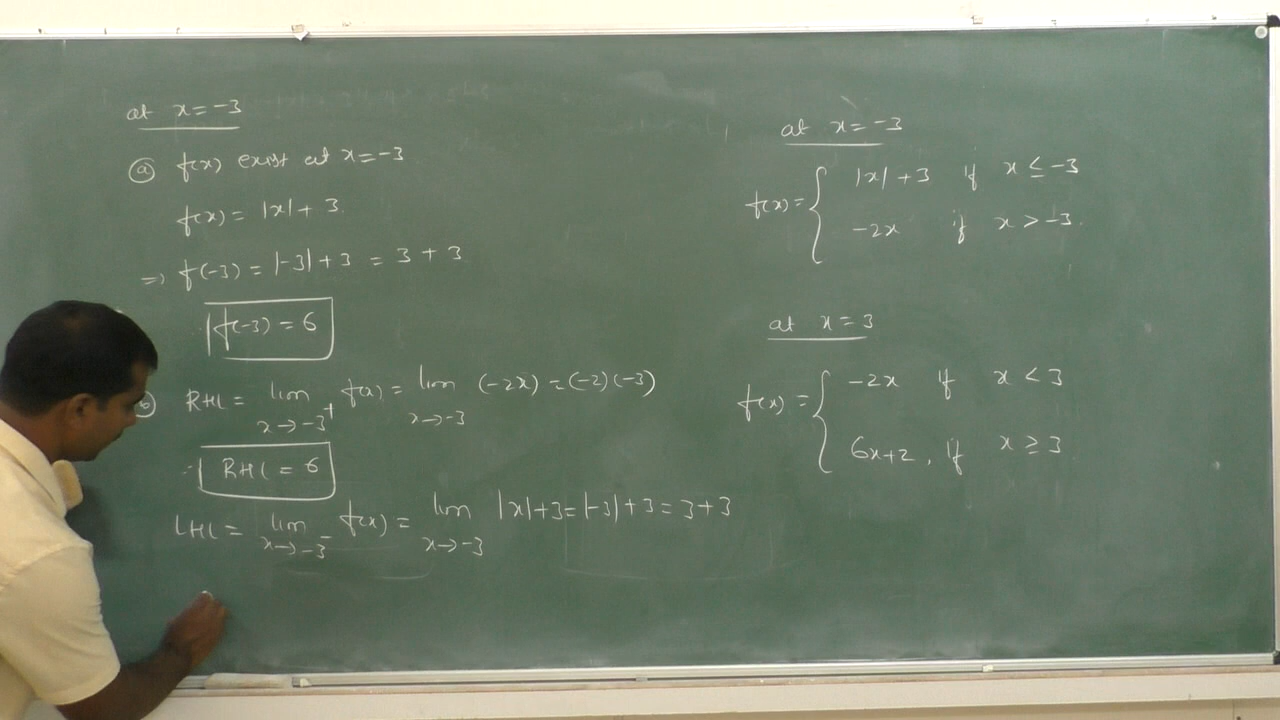 at x = -3
ⓐ f(x) exist at x = -3
f(x) = |x| + 3
⇒ f(-3) = |-3| + 3 = 3 + 3
f(-3) = 6
b) RHL = lim x→-3⁺ f(x) = lim x→-3 (-2x) = (-2)(-3)
∴ RHL = 6
LHL = lim x→-3⁻ f(x) = lim x→-3 |x|+3 = |-3|+3 = 3+3
at x = -3
f(x) = { |x| + 3 if x ≤ -3
-2x if x > -3.
at x = 3
f(x) = { -2x if x < 3
6x+2, if x ≥ 3